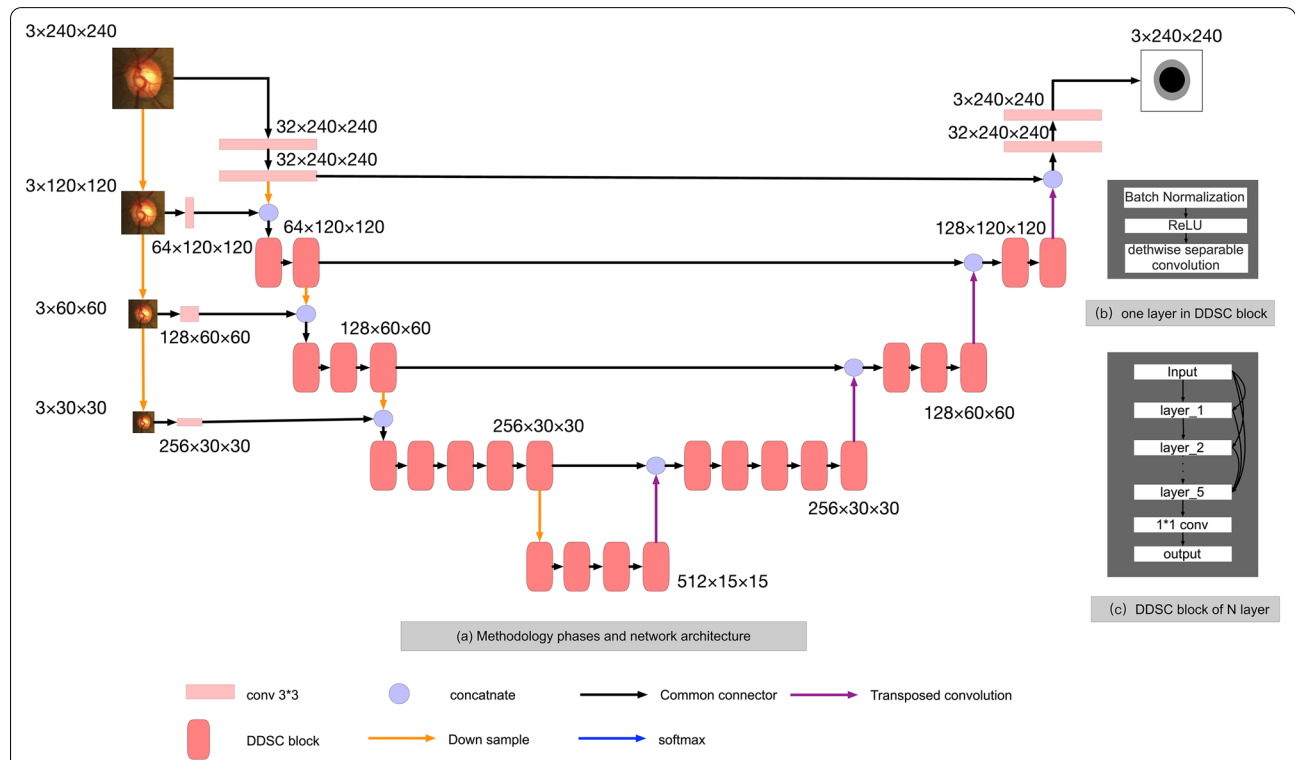 3×240×240
3×240×240
3×240×240
32×240×240
32×240×240
32×240×240
3×120×120
64×120×120
64×120×120
128×120×120
3×60×60
128×60×60
128×60×60
128×60×60
3×30×30
256×30×30
256×30×30
256×30×30
512×15×15
Batch Normalization
ReLU
dethwise separable
convolution
(b) one layer in DDSC block
Input
layer_1
layer_2
.
.
.
layer_5
1*1 conv
output
(c) DDSC block of N layer
(a) Methodology phases and network architecture
conv 3*3
concatnate
Common connector
Transposed convolution
DDSC block
Down sample
softmax